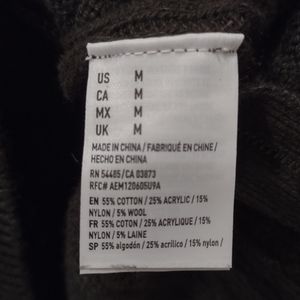 US M
CA M
MX M
UK M
MADE IN CHINA / FABRIQUÉ EN CHINE /
HECHO EN CHINA
RN 54485/CA 03873
RFC# AEM120605U9A
EN 55% COTTON / 25% ACRYLIC / 15%
NYLON / 5% WOOL
FR 55% COTON / 25% ACRYLIQUE / 15%
NYLON / 5% LAINE
SP 55% algodón / 25% acrílico / 15% nylon /